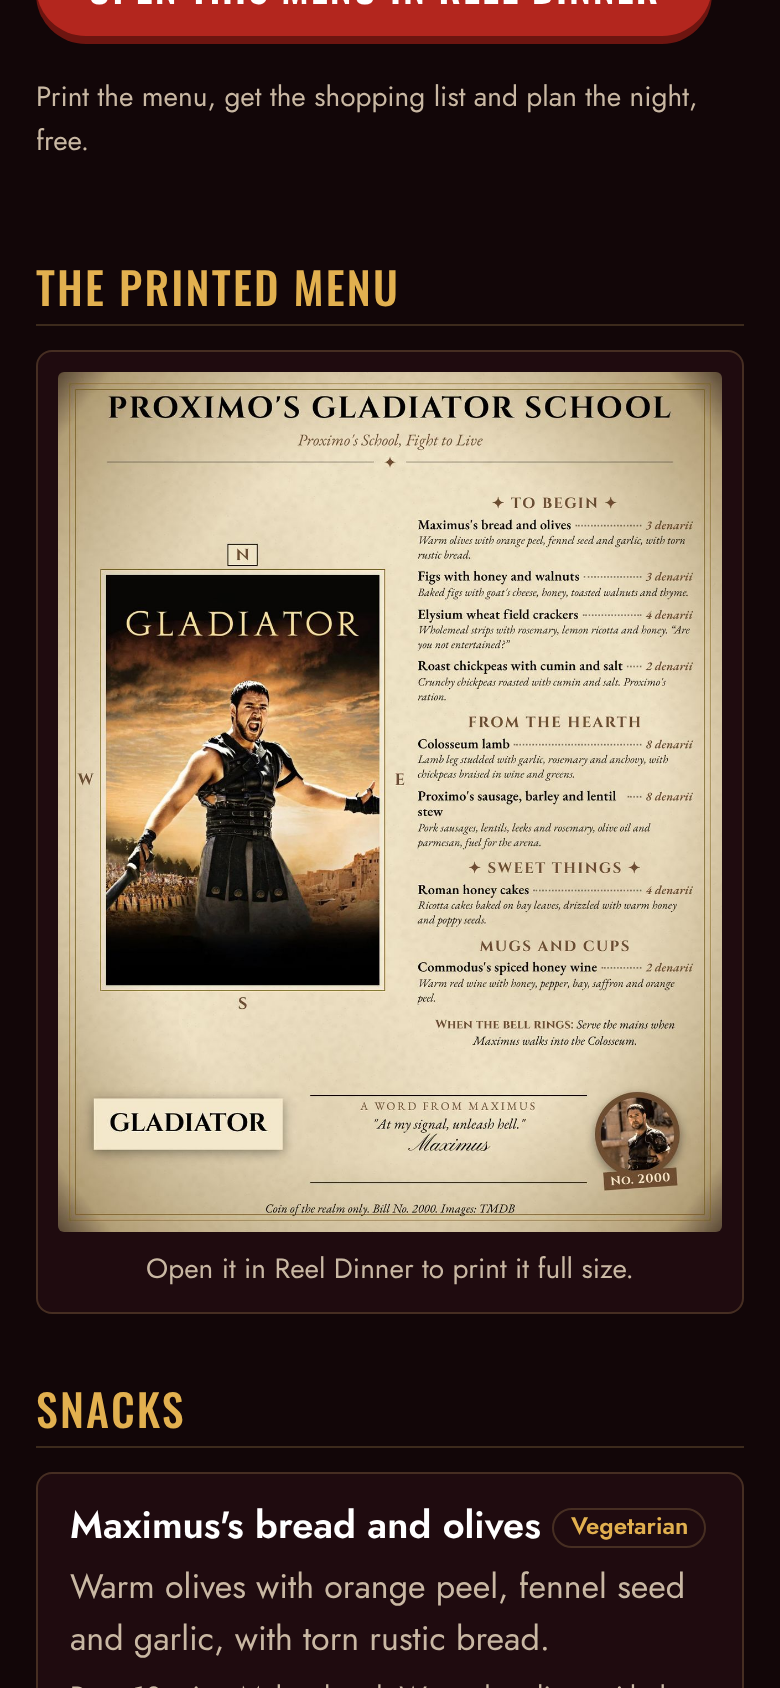 OPEN THIS MENU IN REEL DINNER
Print the menu, get the shopping list and plan the night,
free.
THE PRINTED MENU
PROXIMO'S GLADIATOR SCHOOL
Proximo's School, Fight to Live
N
W
E
S
GLADIATOR
✦ TO BEGIN ✦
Maximus's bread and olives 3 denarii
Warm olives with orange peel, fennel seed and garlic, with torn
rustic bread.
Figs with honey and walnuts 3 denarii
Baked figs with goat's cheese, honey, toasted walnuts and thyme.
Elysium wheat field crackers 4 denarii
Wholemeal strips with rosemary, lemon ricotta and honey. “Are
you not entertained?”
Roast chickpeas with cumin and salt 2 denarii
Crunchy chickpeas roasted with cumin and salt. Proximo's
ration.
FROM THE HEARTH
Colosseum lamb 8 denarii
Lamb leg studded with garlic, rosemary and anchovy, with
chickpeas braised in wine and greens.
Proximo's sausage, barley and lentil 8 denarii
stew
Pork sausages, lentils, leeks and rosemary, olive oil and
parmesan, fuel for the arena.
✦ SWEET THINGS ✦
Roman honey cakes 4 denarii
Ricotta cakes baked on bay leaves, drizzled with warm honey
and poppy seeds.
MUGS AND CUPS
Commodus's spiced honey wine 2 denarii
Warm red wine with honey, pepper, bay, saffron and orange
peel.
WHEN THE BELL RINGS: Serve the mains when
Maximus walks into the Colosseum.
GLADIATOR
A WORD FROM MAXIMUS
"At my signal, unleash hell."
Maximus
No. 2000
Coin of the realm only. Bill No. 2000. Images: TMDB
Open it in Reel Dinner to print it full size.
SNACKS
Maximus's bread and olives Vegetarian
Warm olives with orange peel, fennel seed
and garlic, with torn rustic bread.